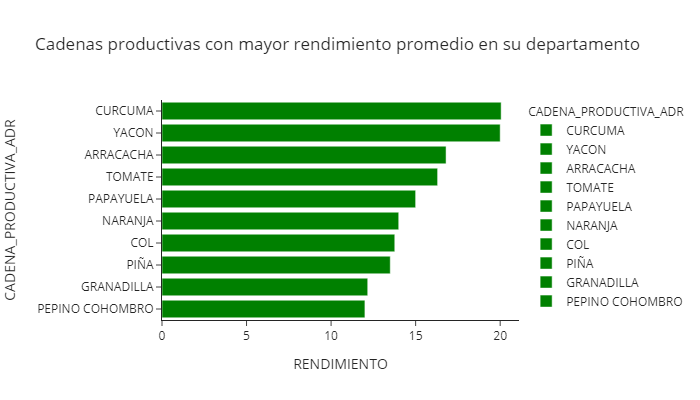 Cadenas productivas con mayor rendimiento promedio en su departamento
CADENA_PRODUCTIVA_ADR
CURCUMA
YACON
ARRACACHA
TOMATE
PAPAYUELA
NARANJA
COL
PIÑA
GRANADILLA
PEPINO COHOMBRO
0 5 10 15 20
RENDIMIENTO
CADENA_PRODUCTIVA_ADR
CURCUMA
YACON
ARRACACHA
TOMATE
PAPAYUELA
NARANJA
COL
PIÑA
GRANADILLA
PEPINO COHOMBRO